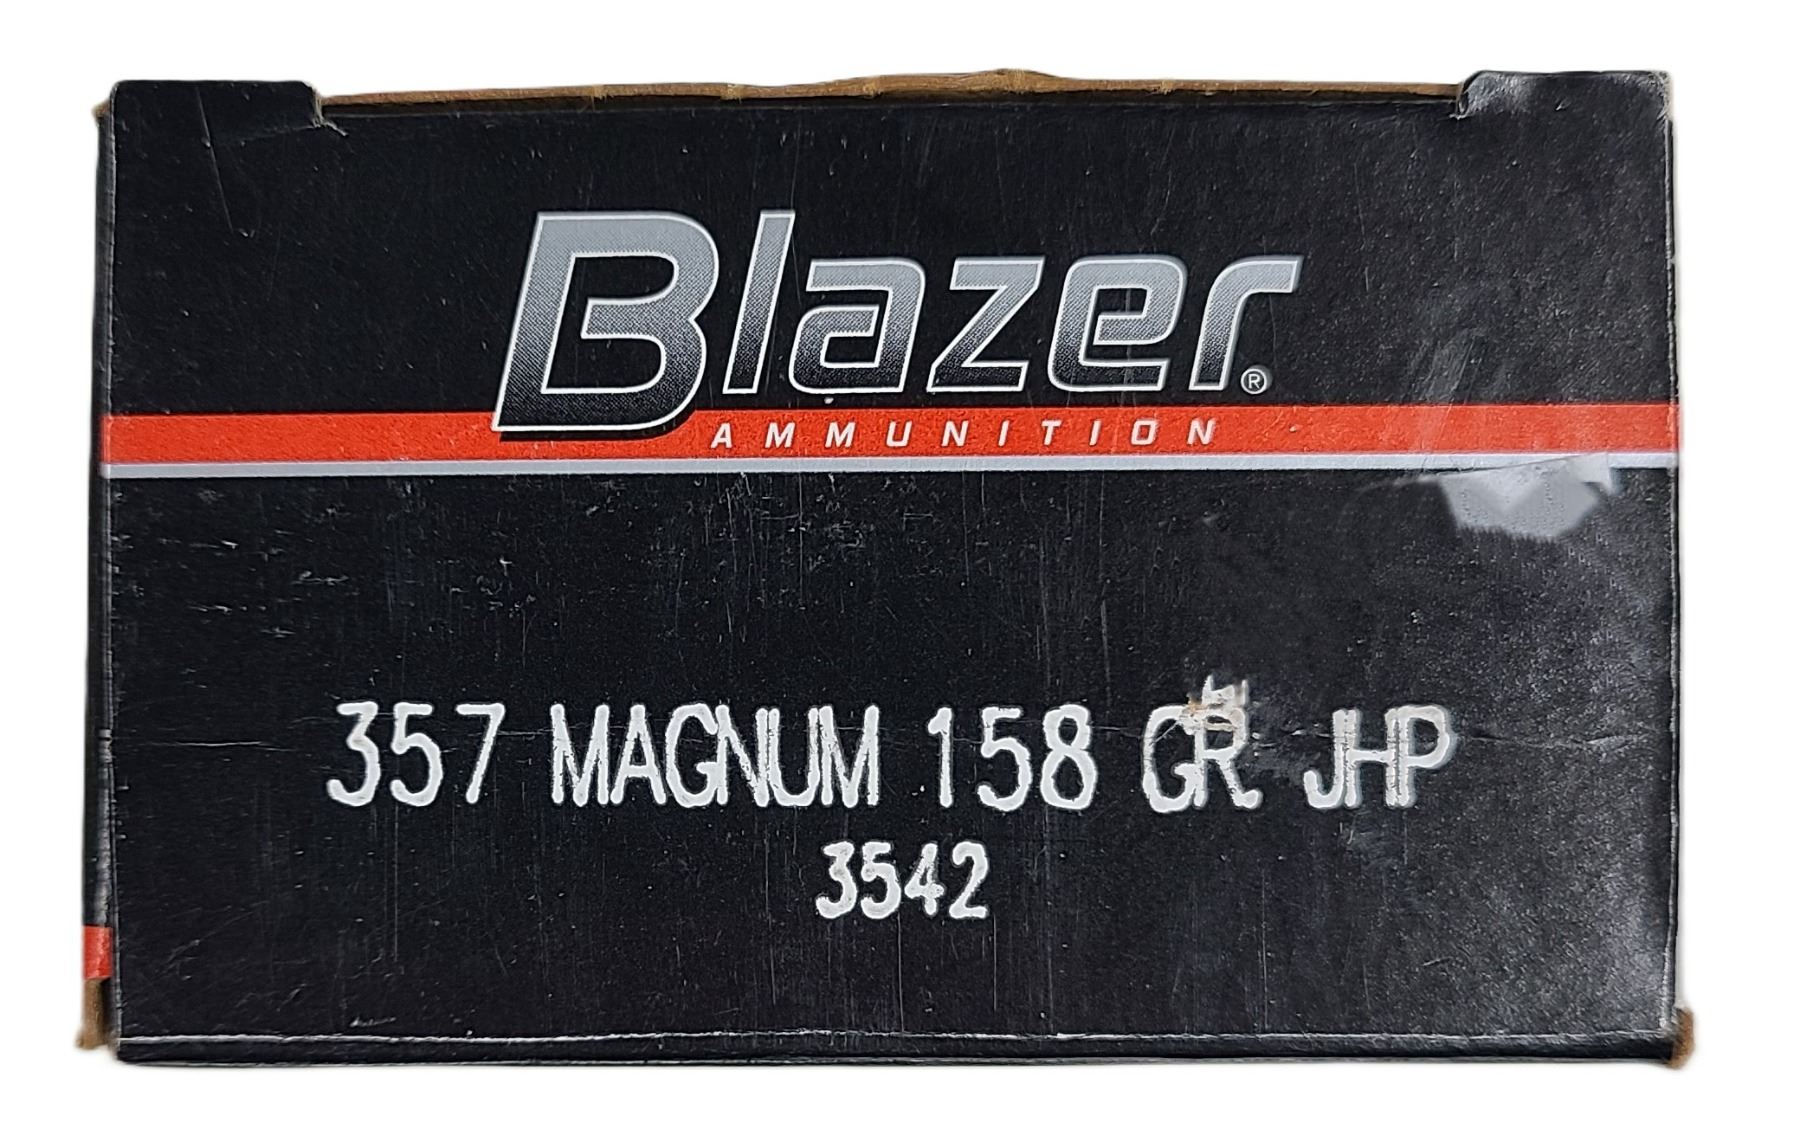 Blazer®
AMMUNITION
357 MAGNUM 158 GR. JHP
3542